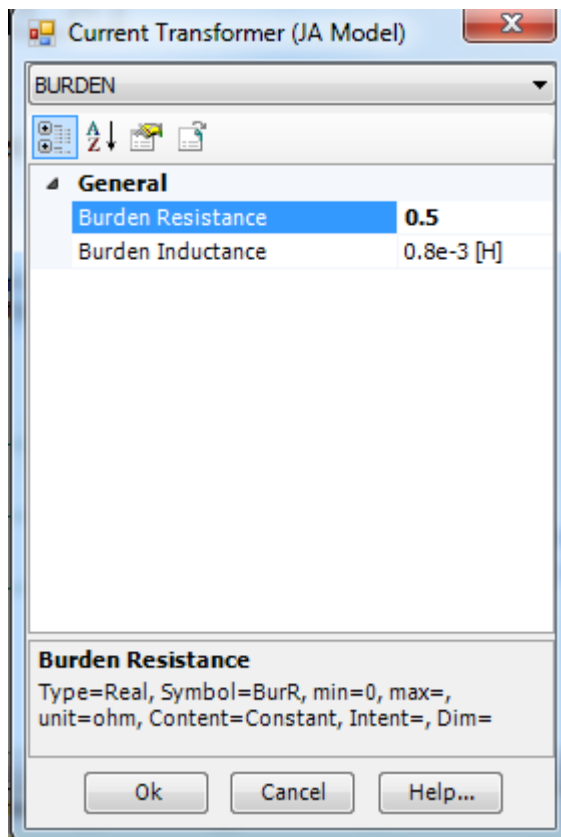 Current Transformer (JA Model)
BURDEN
General
Burden Resistance 0.5
Burden Inductance 0.8e-3 [H]
Burden Resistance
Type=Real, Symbol=BurR, min=0, max=,
unit=ohm, Content=Constant, Intent=, Dim=
Ok Cancel Help...